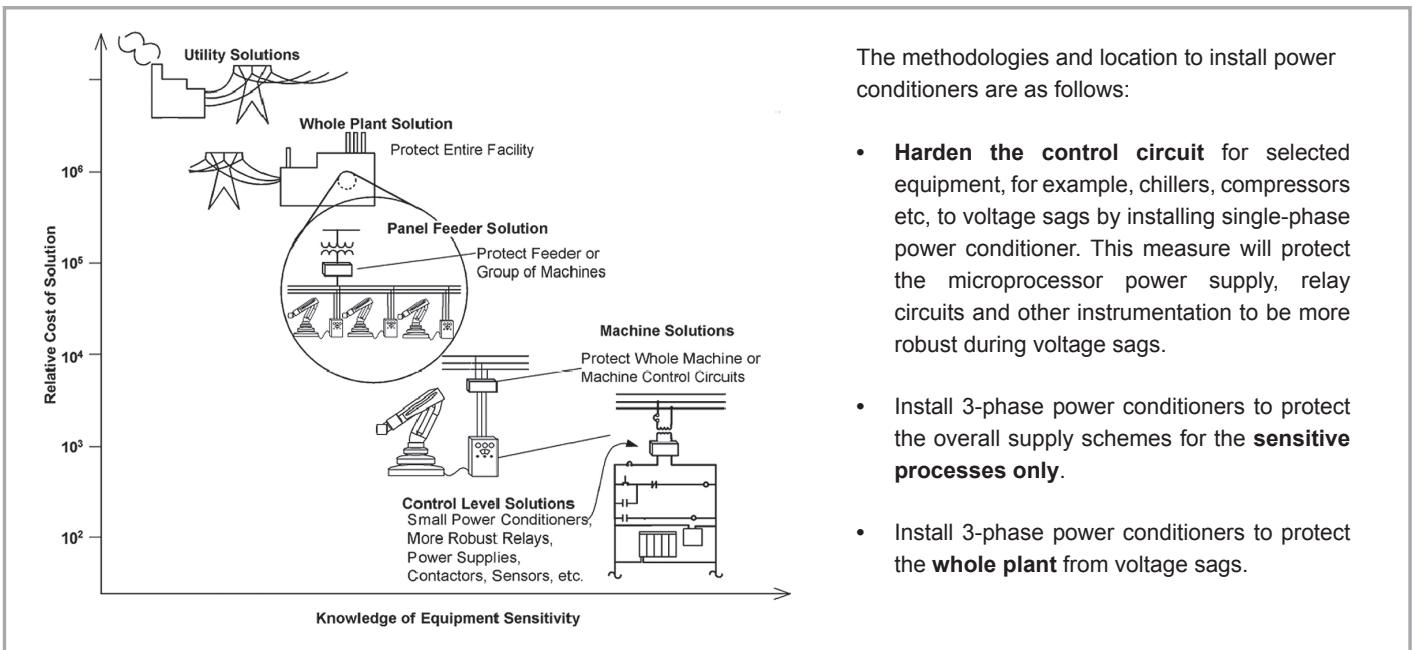 Utility Solutions
Whole Plant Solution
Protect Entire Facility
Panel Feeder Solution
Protect Feeder or
Group of Machines
Machine Solutions
Protect Whole Machine or
Machine Control Circuits
Control Level Solutions
Small Power Conditioners,
More Robust Relays,
Power Supplies,
Contactors, Sensors, etc.
Relative Cost of Solution
10⁶
10⁵
10⁴
10³
10²
Knowledge of Equipment Sensitivity
The methodologies and location to install power
conditioners are as follows:
• Harden the control circuit for selected
equipment, for example, chillers, compressors
etc, to voltage sags by installing single-phase
power conditioner. This measure will protect
the microprocessor power supply, relay
circuits and other instrumentation to be more
robust during voltage sags.
• Install 3-phase power conditioners to protect
the overall supply schemes for the sensitive
processes only.
• Install 3-phase power conditioners to protect
the whole plant from voltage sags.